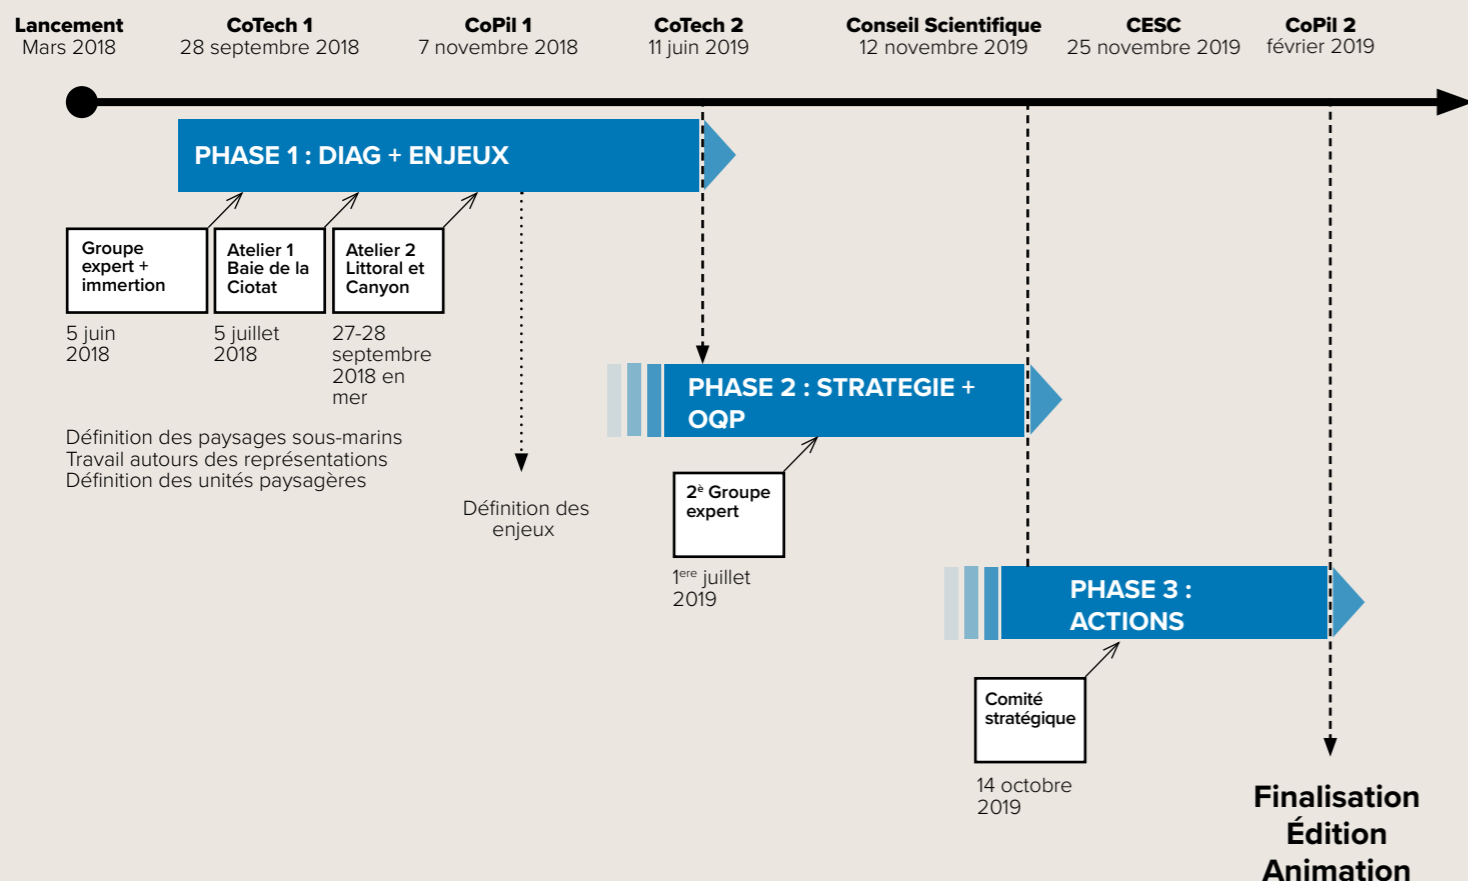 Lancement
Mars 2018
CoTech 1
28 septembre 2018
CoPil 1
7 novembre 2018
CoTech 2
11 juin 2019
Conseil Scientifique
12 novembre 2019
CESC
25 novembre 2019
CoPil 2
février 2019
PHASE 1 : DIAG + ENJEUX
Groupe
expert +
immertion
5 juin
2018
Atelier 1
Baie de la
Ciotat
5 juillet
2018
Atelier 2
Littoral et
Canyon
27-28
septembre
2018 en
mer
Définition des paysages sous-marins
Travail autours des représentations
Définition des unités paysagères
Définition des
enjeux
PHASE 2 : STRATEGIE +
OQP
2è Groupe
expert
1ere juillet
2019
PHASE 3 :
ACTIONS
Comité
stratégique
14 octobre
2019
Finalisation
Édition
Animation